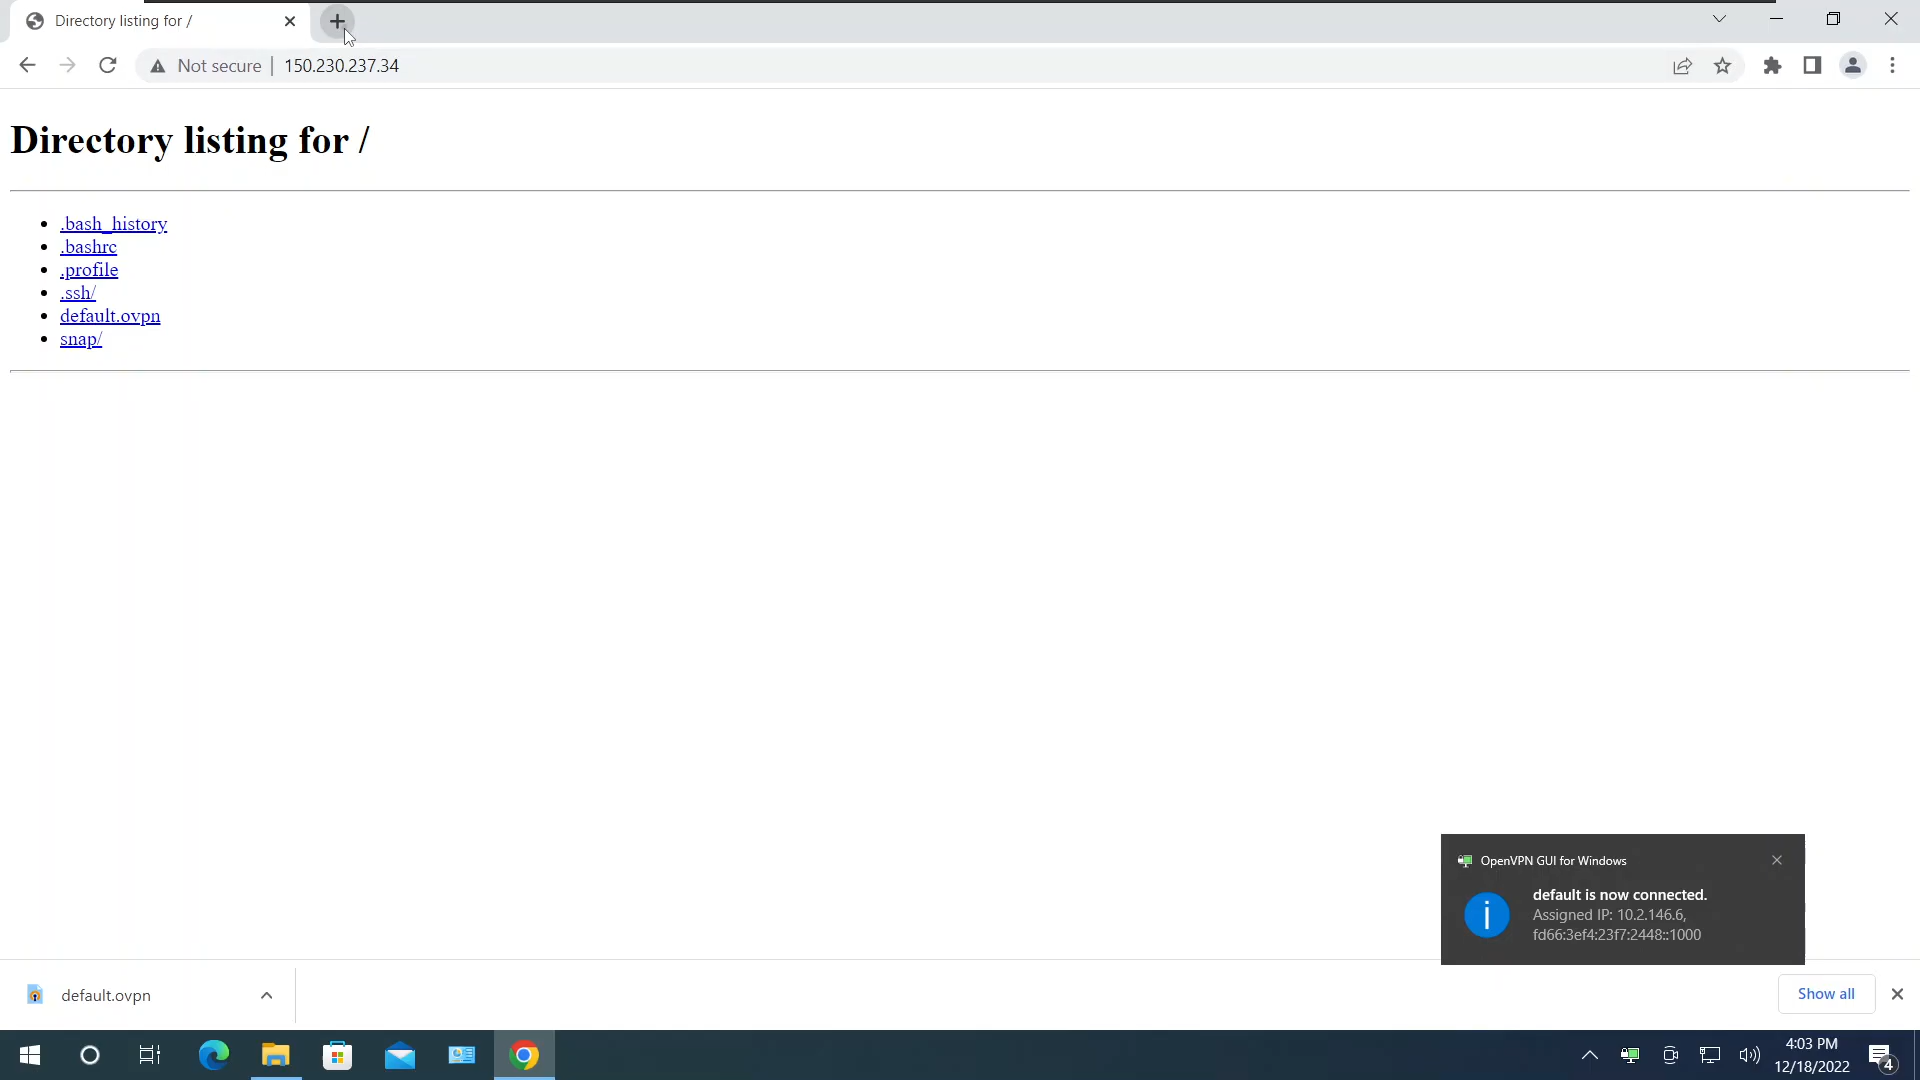 Directory listing for /
Not secure
150.230.237.34
Directory listing for /
.bash_history
.bashrc
.profile
.ssh/
default.ovpn
snap/
OpenVPN GUI for Windows
default is now connected.
Assigned IP: 10.2.146.6,
fd66:3ef4:23f7:2448::1000
default.ovpn
Show all
4:03 PM
12/18/2022
4